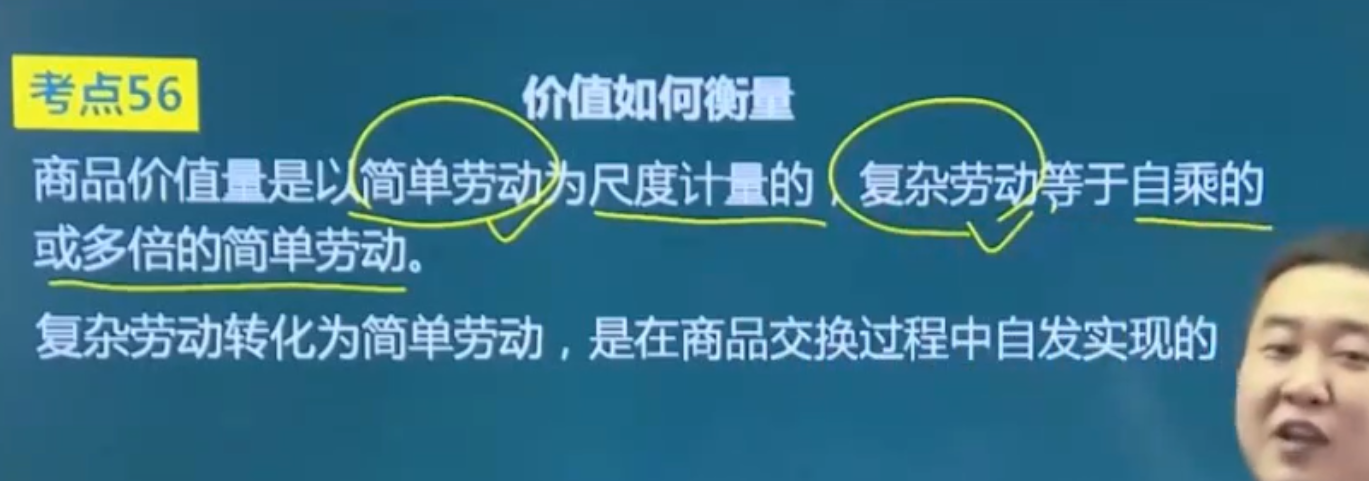 考点56
价值如何衡量
商品价值量是以简单劳动为尺度计量的，复杂劳动等于自乘的
或多倍的简单劳动。
复杂劳动转化为简单劳动，是在商品交换过程中自发实现的